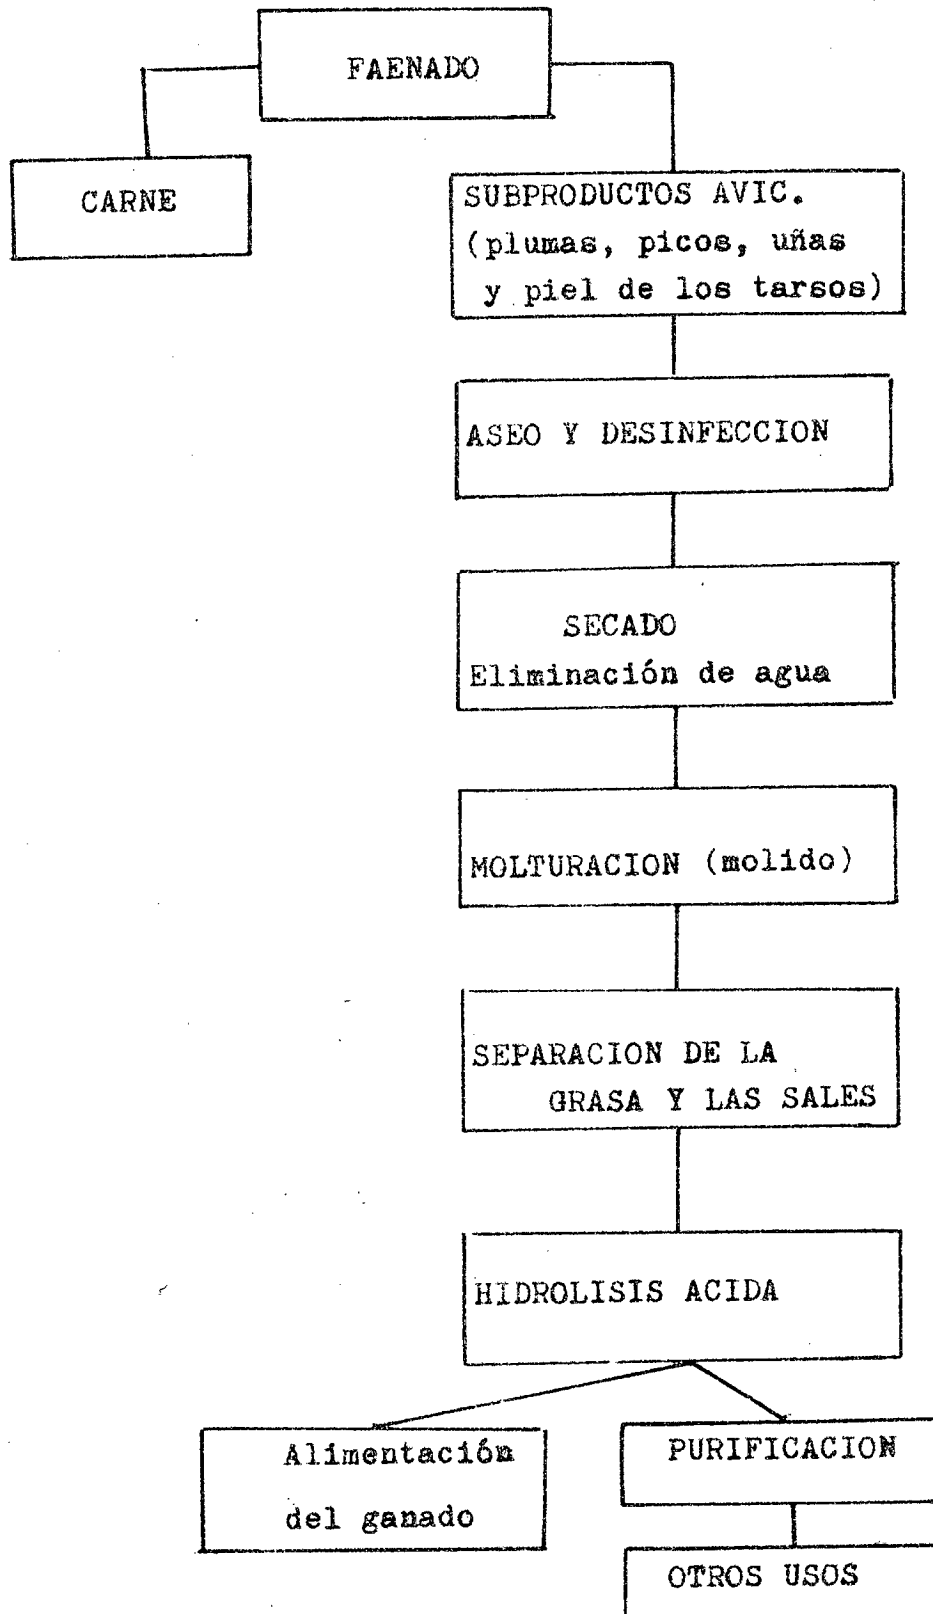 FAENADO
CARNE
SUBPRODUCTOS AVIC.
(plumas, picos, uñas
y piel de los tarsos)
ASEO Y DESINFECCION
SECADO
Eliminación de agua
MOLTURACION (molido)
SEPARACION DE LA
GRASA Y LAS SALES
HIDROLISIS ACIDA
Alimentación
del ganado
PURIFICACION
OTROS USOS